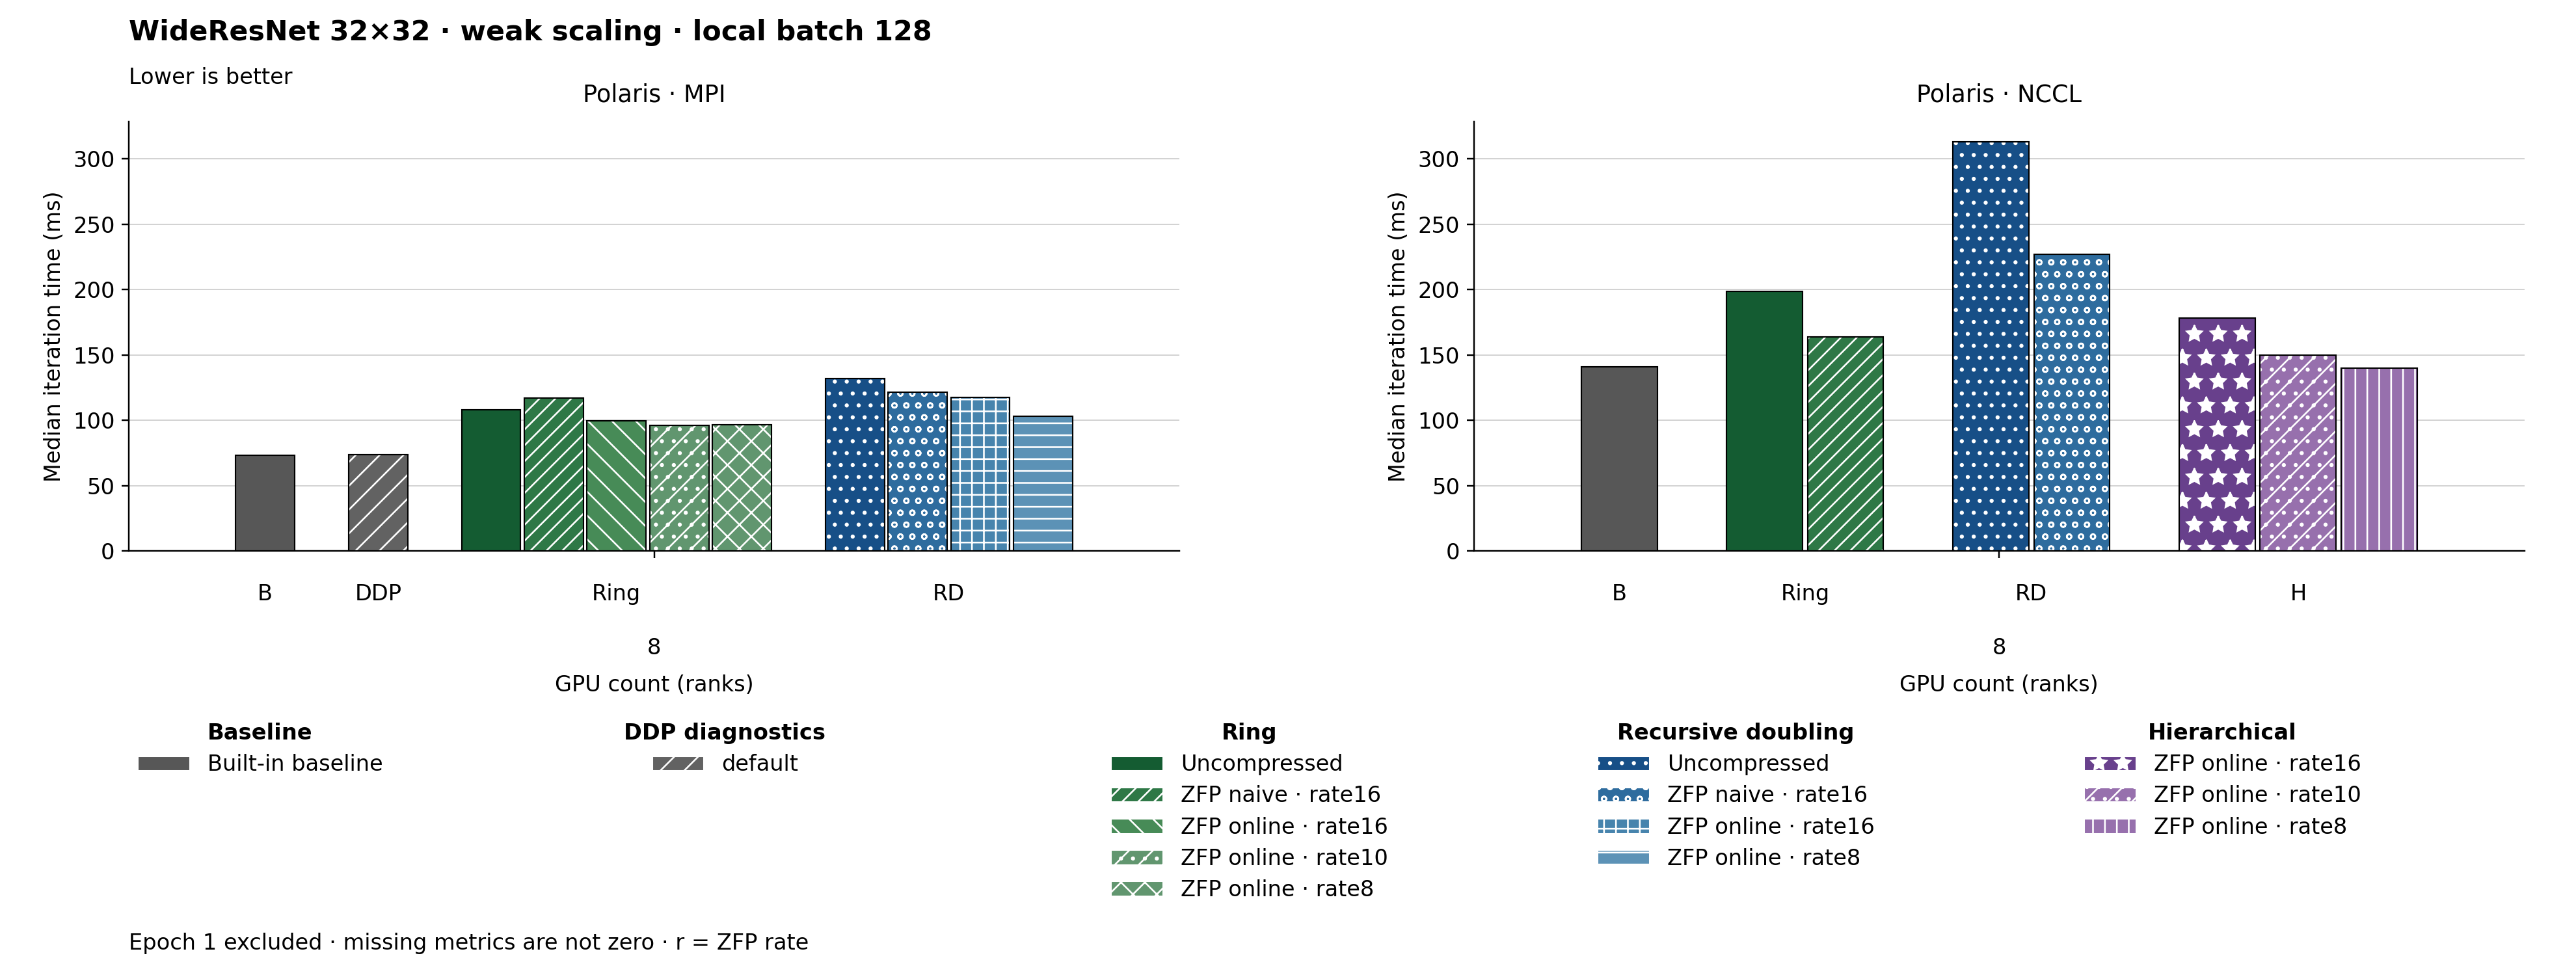 WideResNet 32×32 · weak scaling · local batch 128
Lower is better
Polaris · MPI
Median iteration time (ms)
300
250
200
150
100
50
0
B
DDP
Ring
RD
8
GPU count (ranks)
Polaris · NCCL
Median iteration time (ms)
300
250
200
150
100
50
0
B
Ring
RD
H
8
GPU count (ranks)
Baseline
Built-in baseline
DDP diagnostics
default
Ring
Uncompressed
ZFP naive · rate16
ZFP online · rate16
ZFP online · rate10
ZFP online · rate8
Recursive doubling
Uncompressed
ZFP naive · rate16
ZFP online · rate16
ZFP online · rate8
Hierarchical
ZFP online · rate16
ZFP online · rate10
ZFP online · rate8
Epoch 1 excluded · missing metrics are not zero · r = ZFP rate